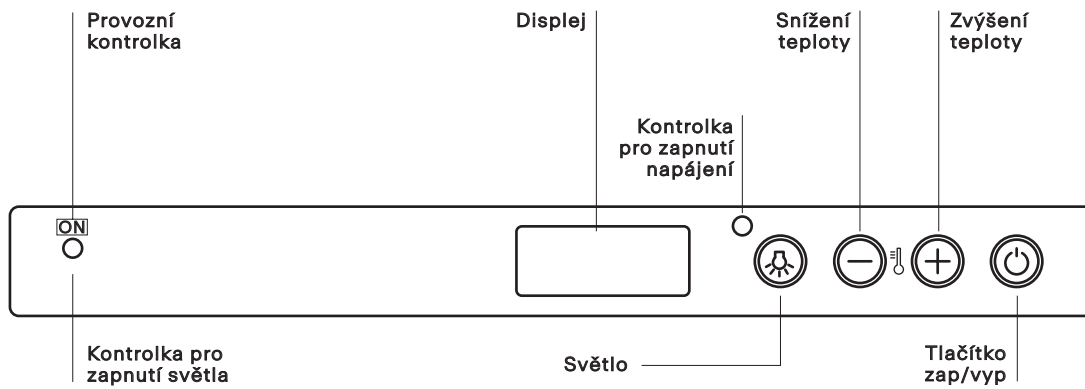 Provozní
kontrolka
Displej
Snížení
teploty
Zvýšení
teploty
Kontrolka
pro zapnutí
napájení
ON
Kontrolka pro
zapnutí světla
Světlo
Tlačítko
zap/vyp